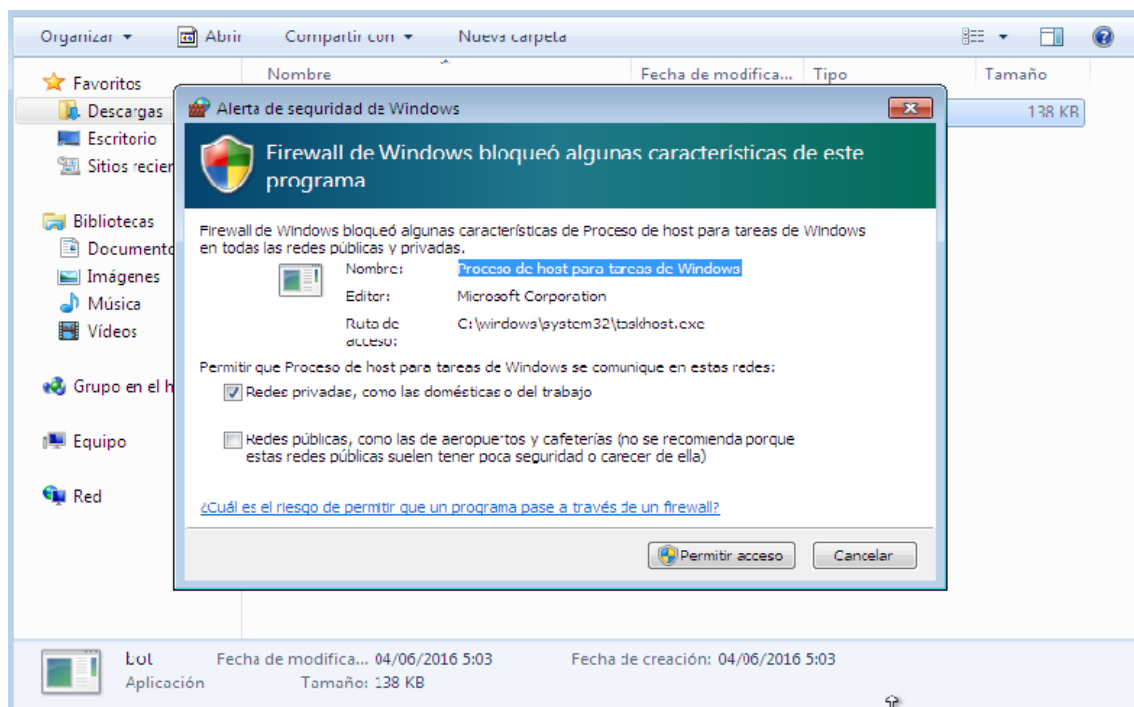 Organizar
Abrir
Compartir con
Nueva carpeta
Nombre
Fecha de modifica...
Tipo
Tamaño
Favoritos
Descargas
138 KB
Escritorio
Sitios recien
Bibliotecas
Documento
Imágenes
Música
Vídeos
Grupo en el h
Equipo
Red
Alerta de seguridad de Windows
Firewall de Windows bloqueó algunas características de este
programa
Firewall de Windows bloqueó algunas características de Proceso de host para tareas de Windows
en todas las redes públicas y privadas.
Nombre: Proceso de host para tareas de Windows
Editor: Microsoft Corporation
Ruta de C:\windows\system32\taskhost.exe
acceso:
Permitir que Proceso de host para tareas de Windows se comunique en estas redes:
Redes privadas, como las domésticas o del trabajo
Redes públicas, como las de aeropuertos y cafeterías (no se recomienda porque
estas redes públicas suelen tener poca seguridad o carecer de ella)
¿Cuál es el riesgo de permitir que un programa pase a través de un firewall?
Permitir acceso
Cancelar
bot Fecha de modifica... 04/06/2016 5:03 Fecha de creación: 04/06/2016 5:03
Aplicación Tamaño: 138 KB